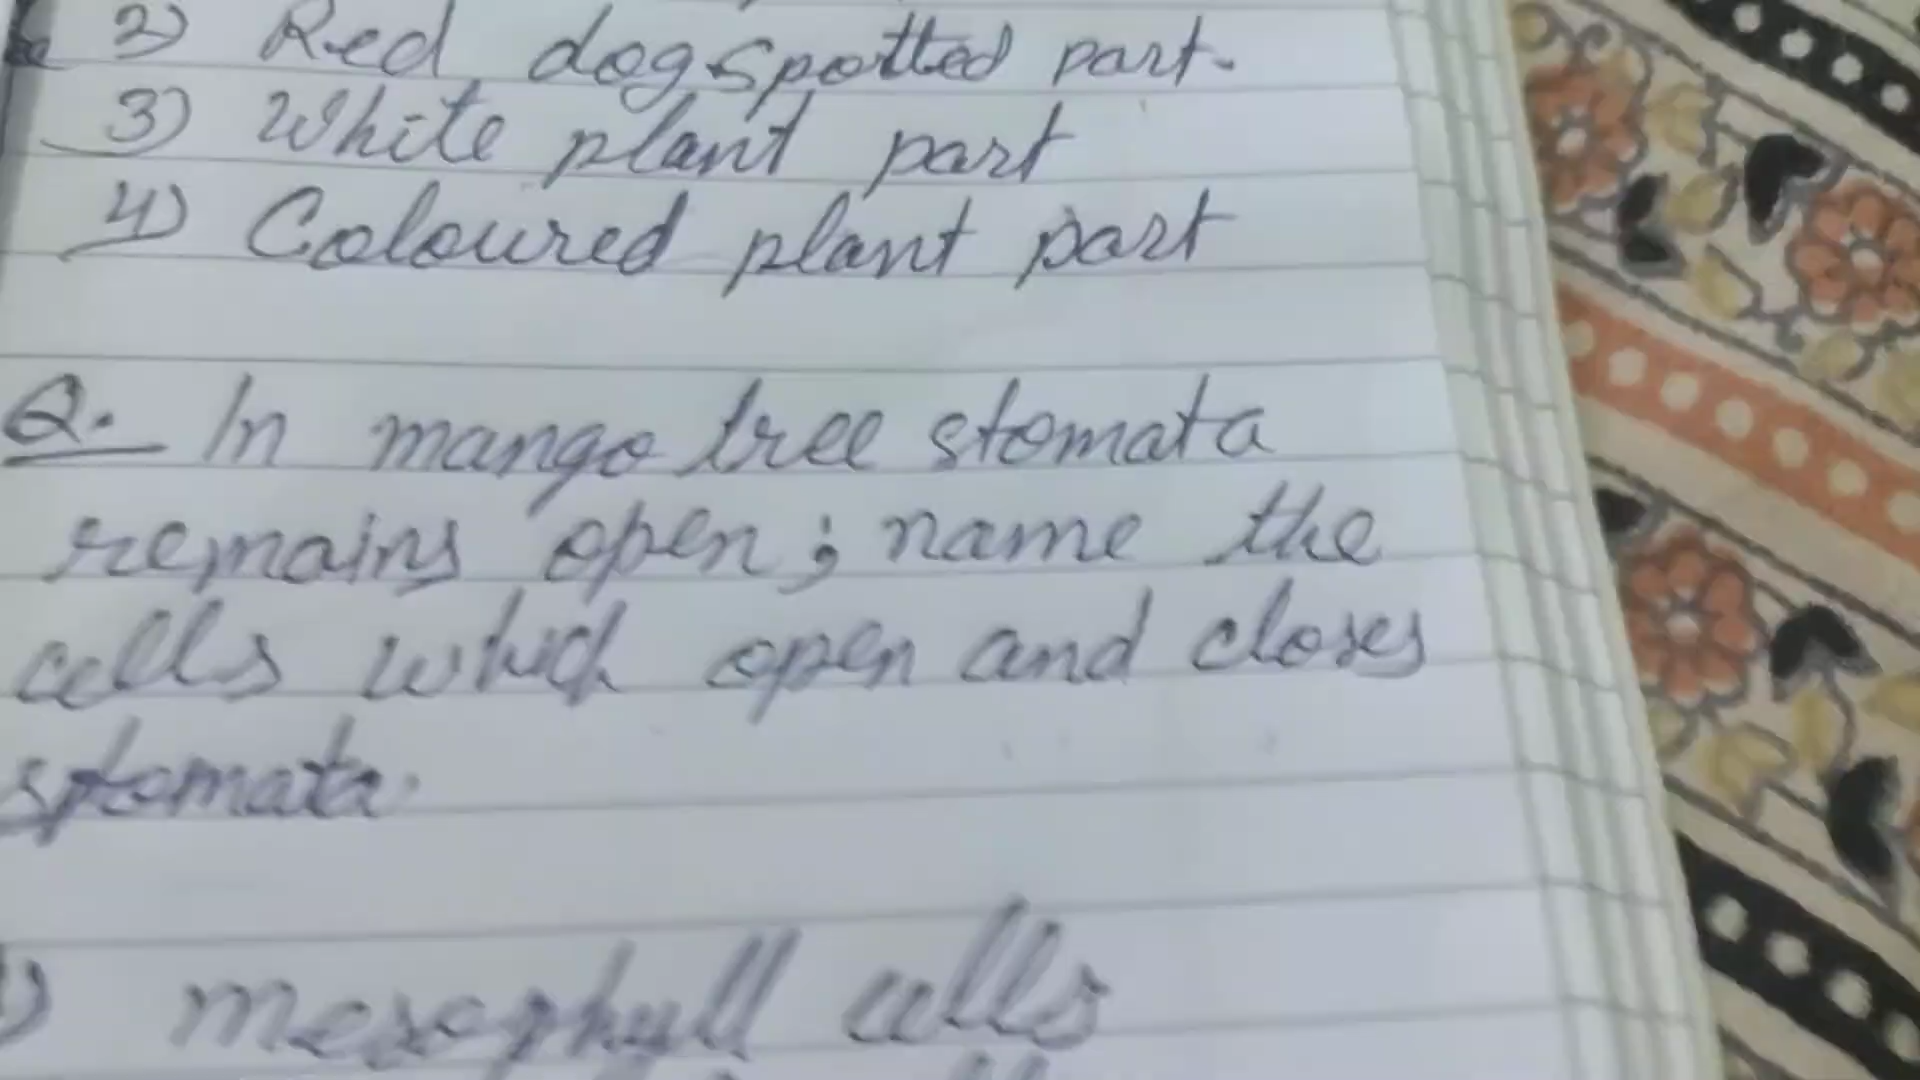 2) Red dog spotted part.
3) White plant part
4) Coloured plant part
Q. In mango tree stomata
remains open; name the
cells which open and closes
stomata.
1) mesophyll cells